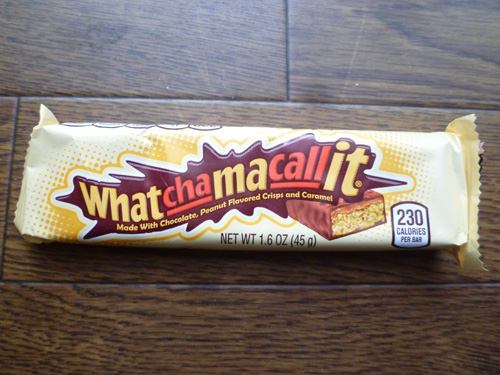 Whatchamacallit®
Made With Chocolate, Peanut Flavored Crisps and Caramel
NET WT 1.6 OZ (45 g)
230
CALORIES
PER BAR